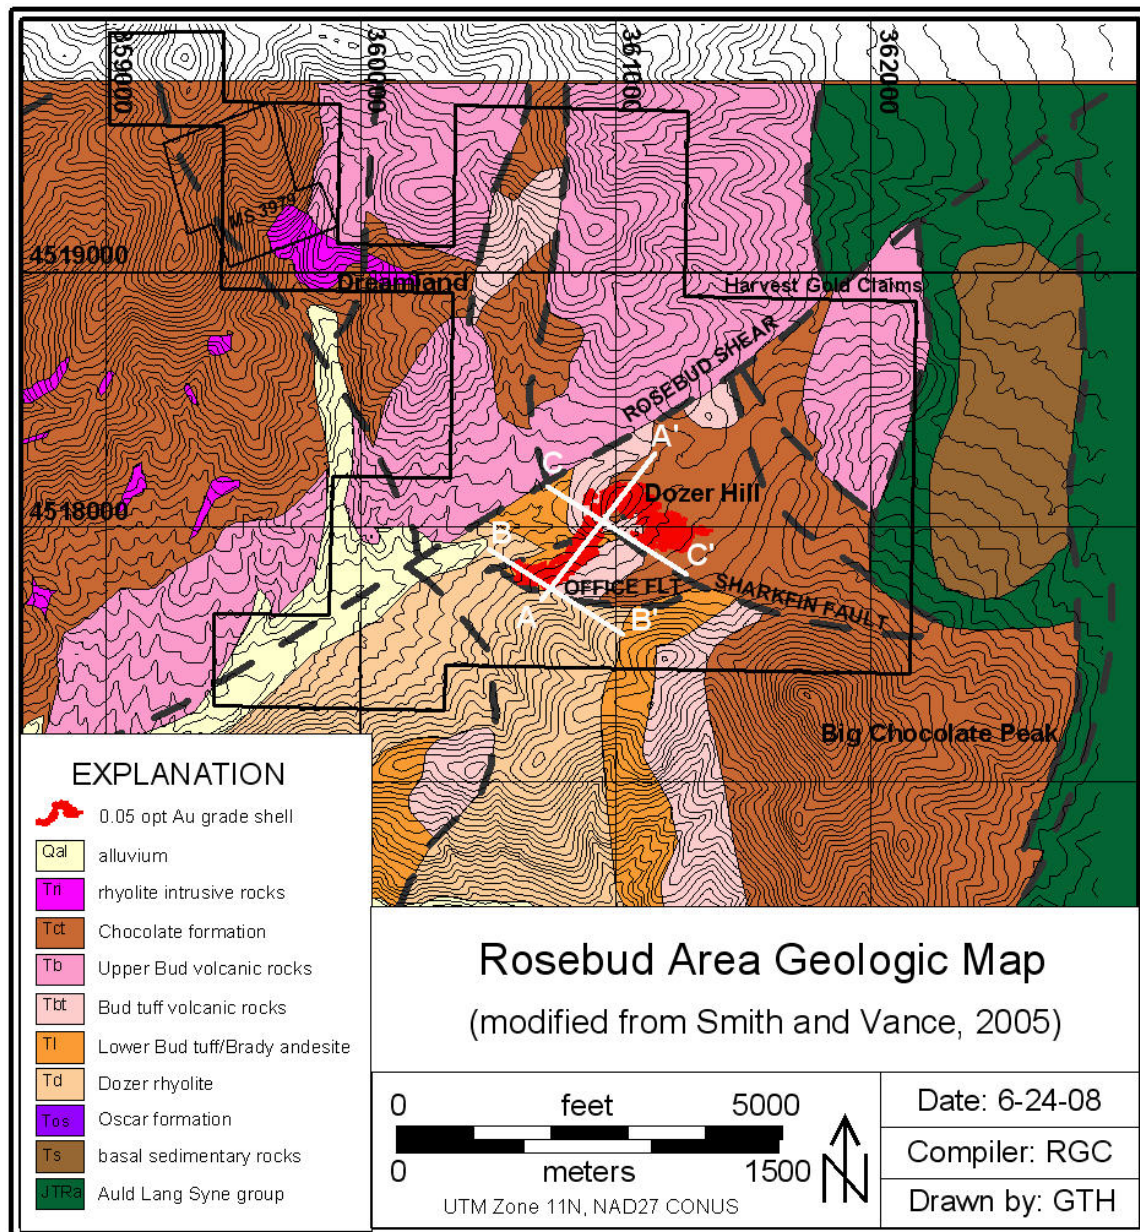 359000
360000
361000
362000
MS 3979
4519000
Dreamland
Harvest Gold Claims
ROSEBUD SHEAR
A'
C
Dozer Hill
4518000
B
C'
OFFICE FLT
SHARKFIN FAULT
A
B'
Big Chocolate Peak
EXPLANATION
0.05 opt Au grade shell
Qal alluvium
Tri rhyolite intrusive rocks
Tct Chocolate formation
Tb Upper Bud volcanic rocks
Tbt Bud tuff volcanic rocks
Tl Lower Bud tuff/Brady andesite
Td Dozer rhyolite
Tos Oscar formation
Ts basal sedimentary rocks
JTRa Auld Lang Syne group
Rosebud Area Geologic Map
(modified from Smith and Vance, 2005)
0 feet 5000
0 meters 1500
UTM Zone 11N, NAD27 CONUS
N
Date: 6-24-08
Compiler: RGC
Drawn by: GTH